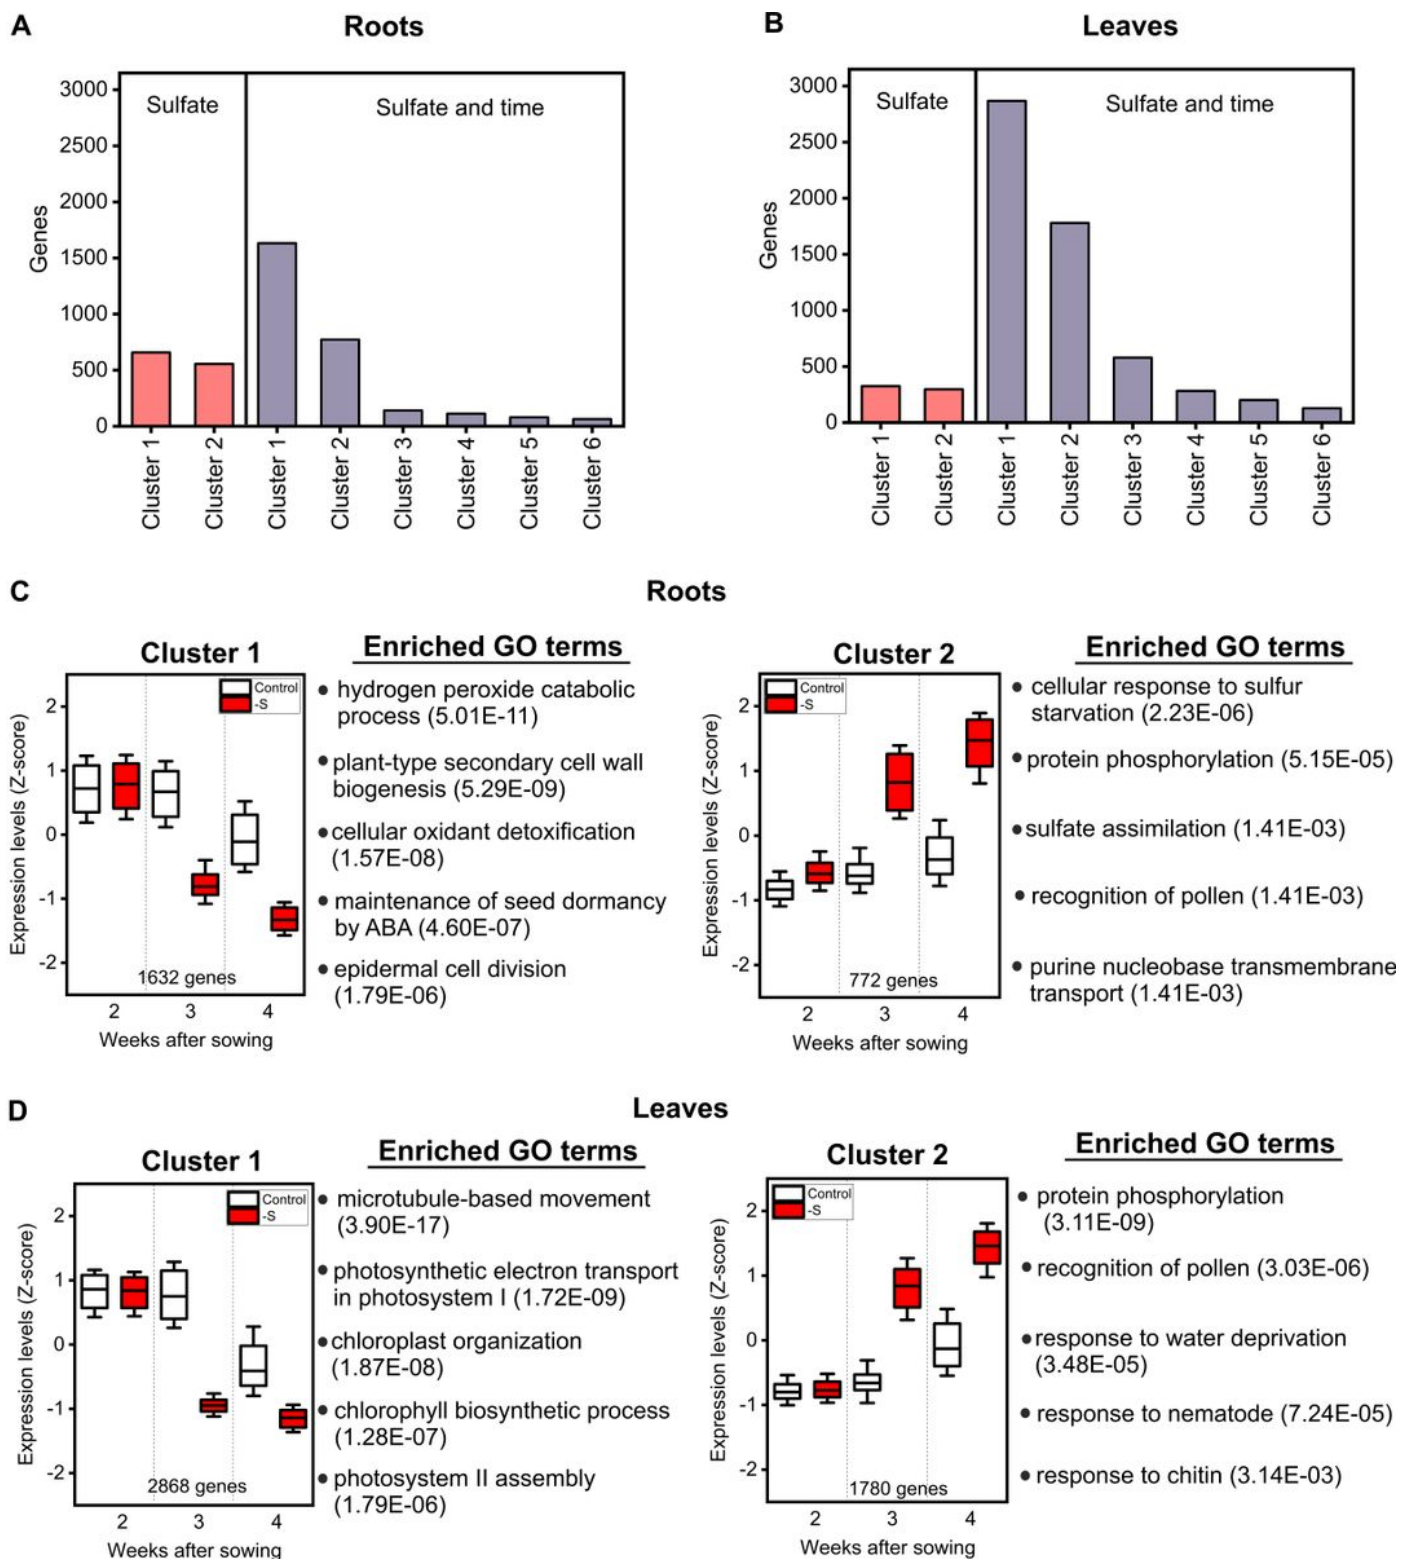 A
Roots
Genes
3000
2500
2000
1500
1000
500
0
Sulfate
Sulfate and time
Cluster 1
Cluster 2
Cluster 1
Cluster 2
Cluster 3
Cluster 4
Cluster 5
Cluster 6
B
Leaves
Genes
3000
2500
2000
1500
1000
500
0
Sulfate
Sulfate and time
Cluster 1
Cluster 2
Cluster 1
Cluster 2
Cluster 3
Cluster 4
Cluster 5
Cluster 6
C
Roots
Cluster 1
Expression levels (Z-score)
2
1
0
-1
-2
Control
-S
1632 genes
2
3
4
Weeks after sowing
Enriched GO terms
• hydrogen peroxide catabolic
process (5.01E-11)
• plant-type secondary cell wall
biogenesis (5.29E-09)
• cellular oxidant detoxification
(1.57E-08)
• maintenance of seed dormancy
by ABA (4.60E-07)
• epidermal cell division
(1.79E-06)
Cluster 2
Expression levels (Z-score)
2
1
0
-1
-2
Control
-S
772 genes
2
3
4
Weeks after sowing
Enriched GO terms
• cellular response to sulfur
starvation (2.23E-06)
• protein phosphorylation (5.15E-05)
• sulfate assimilation (1.41E-03)
• recognition of pollen (1.41E-03)
• purine nucleobase transmembrane
transport (1.41E-03)
D
Leaves
Cluster 1
Expression levels (Z-score)
2
1
0
-1
-2
Control
-S
2868 genes
2
3
4
Weeks after sowing
Enriched GO terms
• microtubule-based movement
(3.90E-17)
• photosynthetic electron transport
in photosystem I (1.72E-09)
• chloroplast organization
(1.87E-08)
• chlorophyll biosynthetic process
(1.28E-07)
• photosystem II assembly
(1.79E-06)
Cluster 2
Expression levels (Z-score)
2
1
0
-1
-2
Control
-S
1780 genes
2
3
4
Weeks after sowing
Enriched GO terms
• protein phosphorylation
(3.11E-09)
• recognition of pollen (3.03E-06)
• response to water deprivation
(3.48E-05)
• response to nematode (7.24E-05)
• response to chitin (3.14E-03)